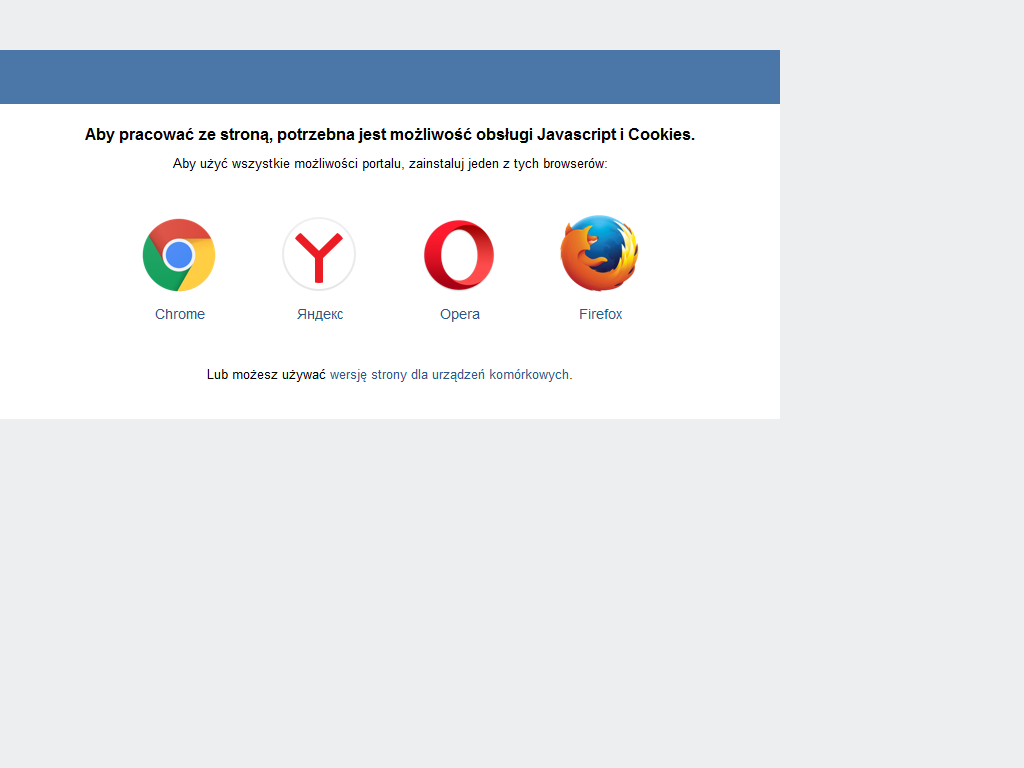 Aby pracować ze stroną, potrzebna jest możliwość obsługi Javascript i Cookies.
Aby użyć wszystkie możliwości portalu, zainstaluj jeden z tych browserów:
Chrome
Яндекс
Opera
Firefox
Lub możesz używać wersję strony dla urządzeń komórkowych.